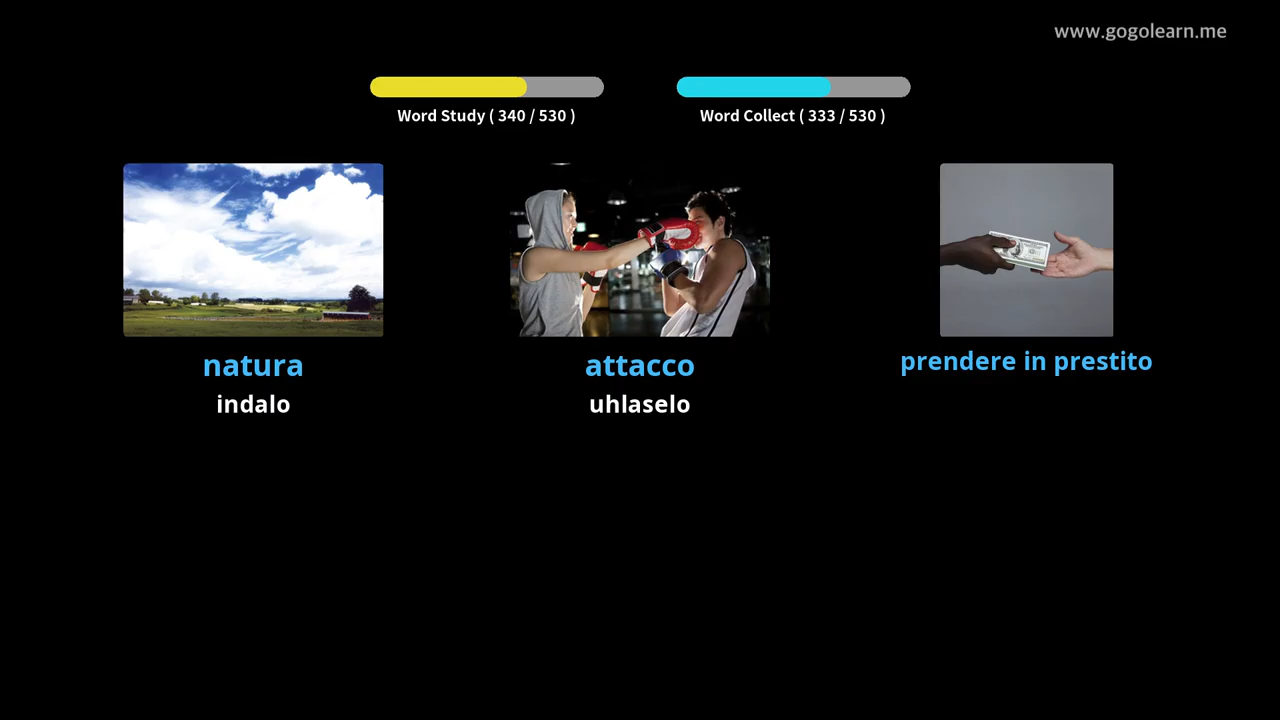 www.gogolearn.me
Word Study ( 340 / 530 )
Word Collect ( 333 / 530 )
natura
indalo
attacco
uhlaselo
prendere in prestito